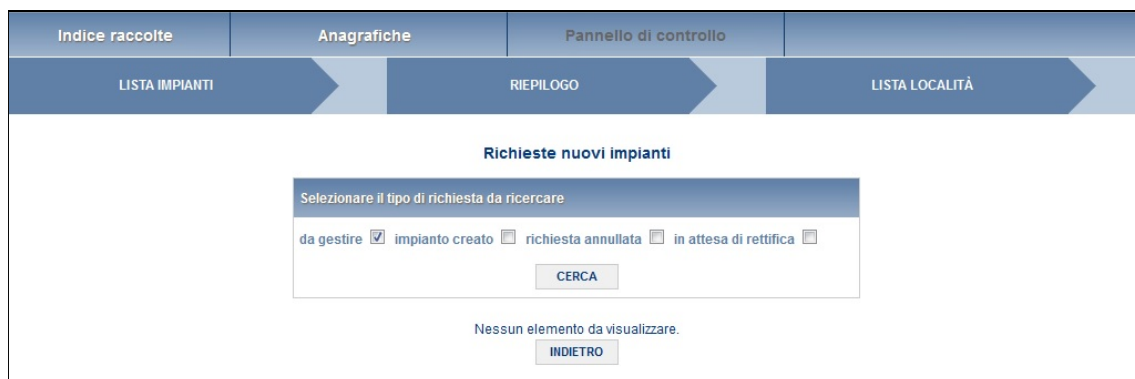 Indice raccolte Anagrafiche Pannello di controllo
LISTA IMPIANTI RIEPILOGO LISTA LOCALITÀ
Richieste nuovi impianti
Selezionare il tipo di richiesta da ricercare
da gestire impianto creato richiesta annullata in attesa di rettifica
CERCA
Nessun elemento da visualizzare.
INDIETRO